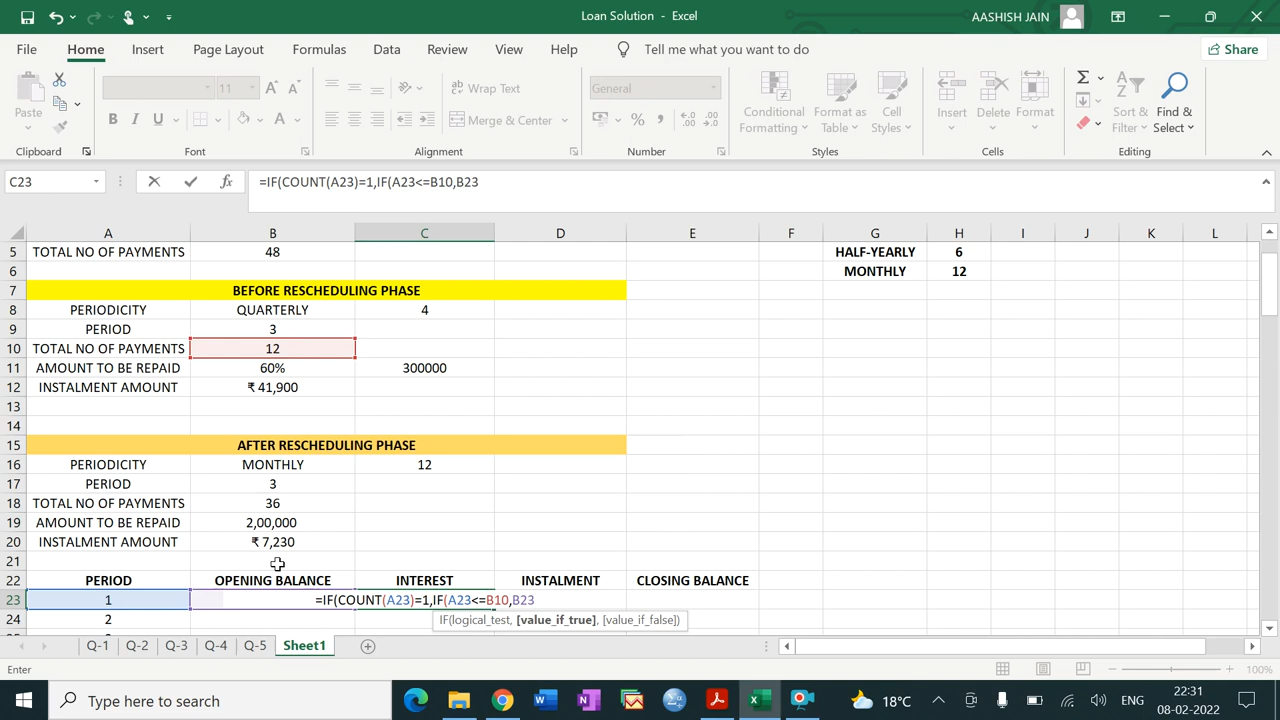 Loan Solution - Excel
AASHISH JAIN
File Home Insert Page Layout Formulas Data Review View Help Tell me what you want to do Share
Paste
11
General
Wrap Text
Merge & Center
Conditional Formatting
Format as Table
Cell Styles
Insert Delete Format
Sort & Filter
Find & Select
Clipboard Font Alignment Number Styles Cells Editing
C23 =IF(COUNT(A23)=1,IF(A23<=B10,B23
A B C D E F G H I J K L
5 TOTAL NO OF PAYMENTS 48 HALF-YEARLY 6
6 MONTHLY 12
7 BEFORE RESCHEDULING PHASE
8 PERIODICITY QUARTERLY 4
9 PERIOD 3
10 TOTAL NO OF PAYMENTS 12
11 AMOUNT TO BE REPAID 60% 300000
12 INSTALMENT AMOUNT ₹ 41,900
13
14
15 AFTER RESCHEDULING PHASE
16 PERIODICITY MONTHLY 12
17 PERIOD 3
18 TOTAL NO OF PAYMENTS 36
19 AMOUNT TO BE REPAID 2,00,000
20 INSTALMENT AMOUNT ₹ 7,230
21
22 PERIOD OPENING BALANCE INTEREST INSTALMENT CLOSING BALANCE
23 1 =IF(COUNT(A23)=1,IF(A23<=B10,B23
24 2
IF(logical_test, [value_if_true], [value_if_false])
Q-1 Q-2 Q-3 Q-4 Q-5 Sheet1
Enter 100%
Type here to search
18°C
ENG
22:31
08-02-2022